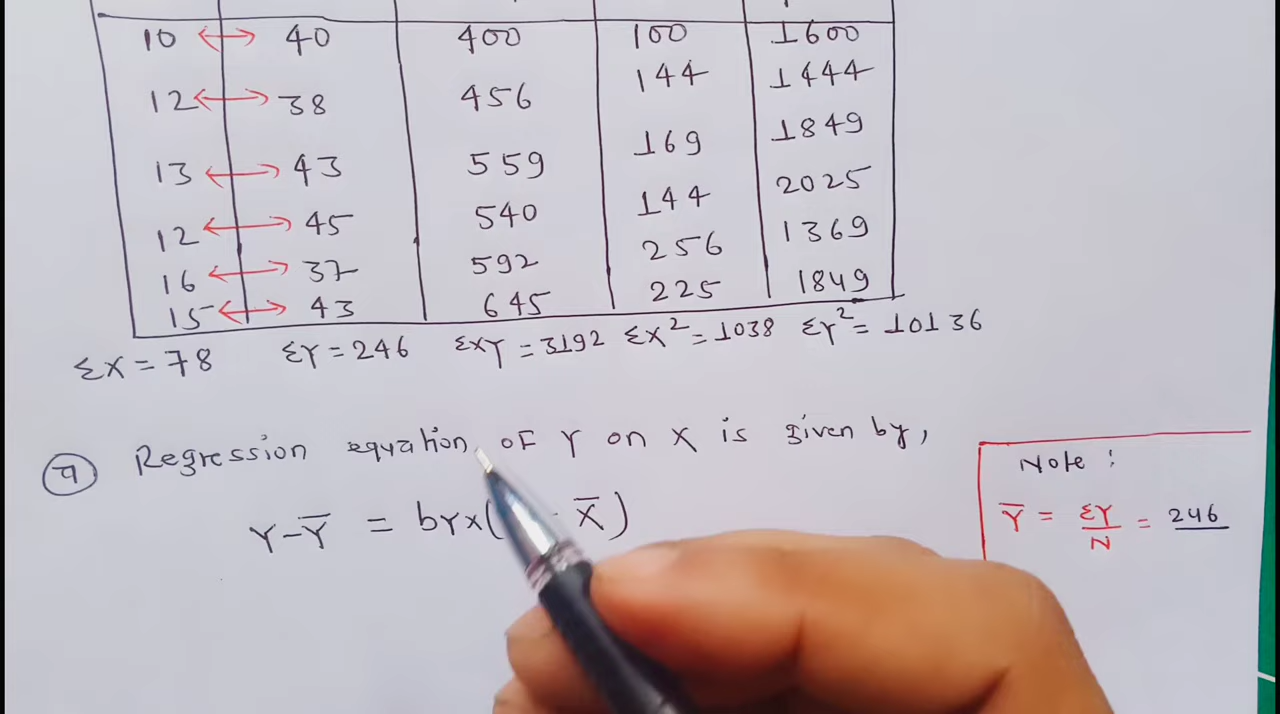 10 ↔ 40 400 100 1600
12 ↔ 38 456 144 1444
13 ↔ 43 559 169 1849
12 ↔ 45 540 144 2025
16 ↔ 37 592 256 1369
15 ↔ 43 645 225 1849
ΣX = 78 ΣY = 246 ΣXY = 3192 ΣX² = 1038 ΣY² = 10136
Regression equation of Y on X is given by,
Y - Y̅ = bYX( - X̅)
Note :
Y̅ = ΣY/N = 246